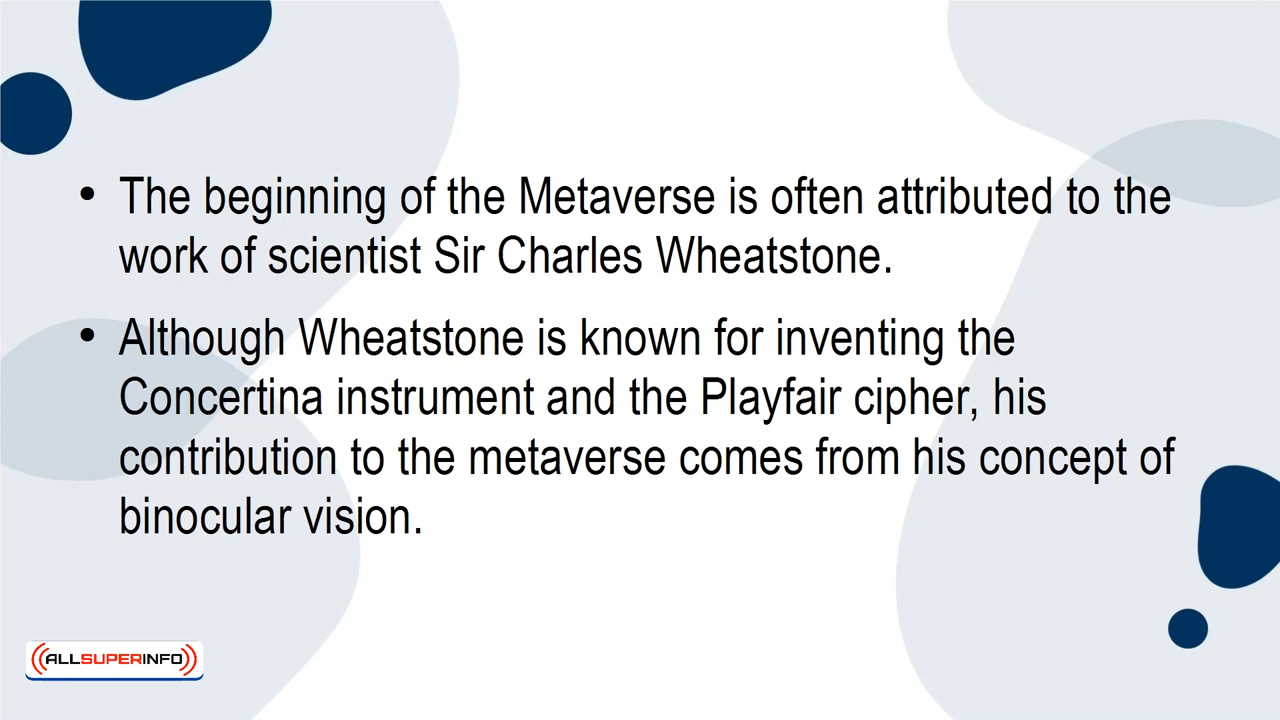 • The beginning of the Metaverse is often attributed to the
work of scientist Sir Charles Wheatstone.
• Although Wheatstone is known for inventing the
Concertina instrument and the Playfair cipher, his
contribution to the metaverse comes from his concept of
binocular vision.
ALLSUPERINFO